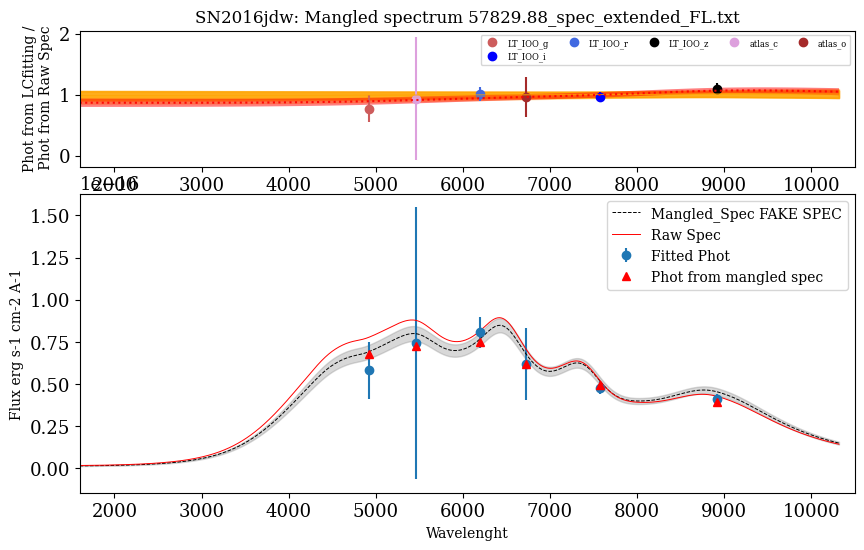 SN2016jdw: Mangled spectrum 57829.88_spec_extended_FL.txt
Phot from LCfitting /
Phot from Raw Spec
2
1
0
LT_IOO_g
LT_IOO_r
LT_IOO_z
atlas_c
atlas_o
LT_IOO_i
2000 3000 4000 5000 6000 7000 8000 9000 10000
Flux erg s-1 cm-2 A-1
1.50
1.25
1.00
0.75
0.50
0.25
0.00
Mangled_Spec FAKE SPEC
Raw Spec
Fitted Phot
Phot from mangled spec
2000 3000 4000 5000 6000 7000 8000 9000 10000
Wavelenght